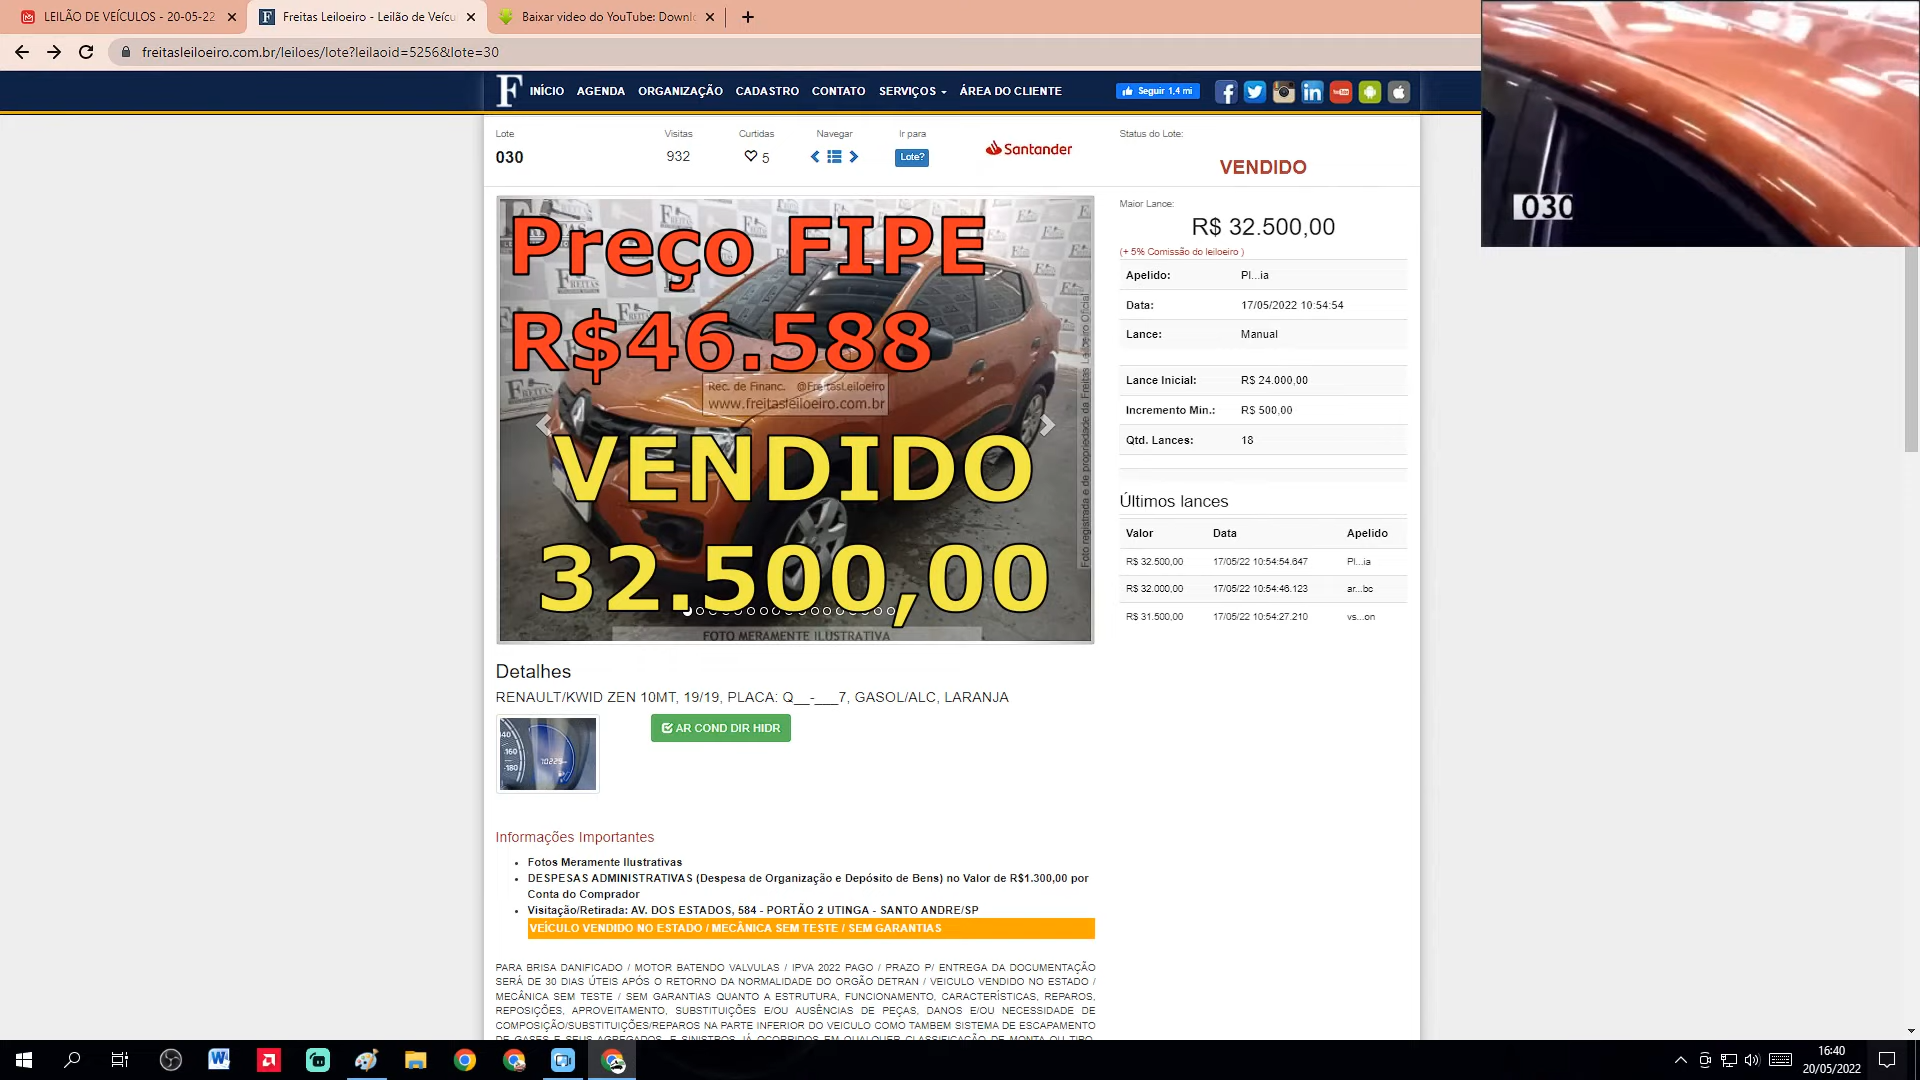 LEILÃO DE VEÍCULOS - 20-05-22
Freitas Leiloeiro - Leilão de Veícu
Baixar video do YouTube: Downl
freitasleiloeiro.com.br/leiloes/lote?leilaoid=5256&lote=30
F INÍCIO AGENDA ORGANIZAÇÃO CADASTRO CONTATO SERVIÇOS ÁREA DO CLIENTE
Seguir 1,4 mi
Lote Visitas Curtidas Navegar Ir para
030 932 5 Lote?
Santander
Status do Lote:
VENDIDO
Preço FIPE
R$46.588
Rec. de Financ. @FreitasLeiloeiro
www.freitasleiloeiro.com.br
VENDIDO
32.500,00
FOTO MERAMENTE ILUSTRATIVA
Foto registrada e de propriedade da Freitas Leiloeiro Oficial
Maior Lance:
R$ 32.500,00
(+ 5% Comissão do leiloeiro )
Apelido: Pl...ia
Data: 17/05/2022 10:54:54
Lance: Manual
Lance Inicial: R$ 24.000,00
Incremento Min.: R$ 500,00
Qtd. Lances: 18
Últimos lances
Valor Data Apelido
R$ 32.500,00 17/05/22 10:54:54.647 Pl...ia
R$ 32.000,00 17/05/22 10:54:46.123 ar...bc
R$ 31.500,00 17/05/22 10:54:27.210 vs...on
030
Detalhes
RENAULT/KWID ZEN 10MT, 19/19, PLACA: Q__-___7, GASOL/ALC, LARANJA
AR COND DIR HIDR
160
180
Informações Importantes
Fotos Meramente Ilustrativas
DESPESAS ADMINISTRATIVAS (Despesa de Organização e Depósito de Bens) no Valor de R$1.300,00 por
Conta do Comprador
Visitação/Retirada: AV. DOS ESTADOS, 584 - PORTÃO 2 UTINGA - SANTO ANDRE/SP
VEÍCULO VENDIDO NO ESTADO / MECÂNICA SEM TESTE / SEM GARANTIAS
PARA BRISA DANIFICADO / MOTOR BATENDO VALVULAS / IPVA 2022 PAGO / PRAZO P/ ENTREGA DA DOCUMENTAÇÃO
SERÁ DE 30 DIAS ÚTEIS APÓS O RETORNO DA NORMALIDADE DO ORGÃO DETRAN / VEICULO VENDIDO NO ESTADO /
MECÂNICA SEM TESTE / SEM GARANTIAS QUANTO A ESTRUTURA, FUNCIONAMENTO, CARACTERÍSTICAS, REPAROS,
REPOSIÇÕES, APROVEITAMENTO, SUBSTITUIÇÕES E/OU AUSÊNCIAS DE PEÇAS, DANOS E/OU NECESSIDADE DE
COMPOSIÇÃO/SUBSTITUIÇÕES/REPAROS NA PARTE INFERIOR DO VEICULO COMO TAMBEM SISTEMA DE ESCAPAMENTO
16:40
20/05/2022